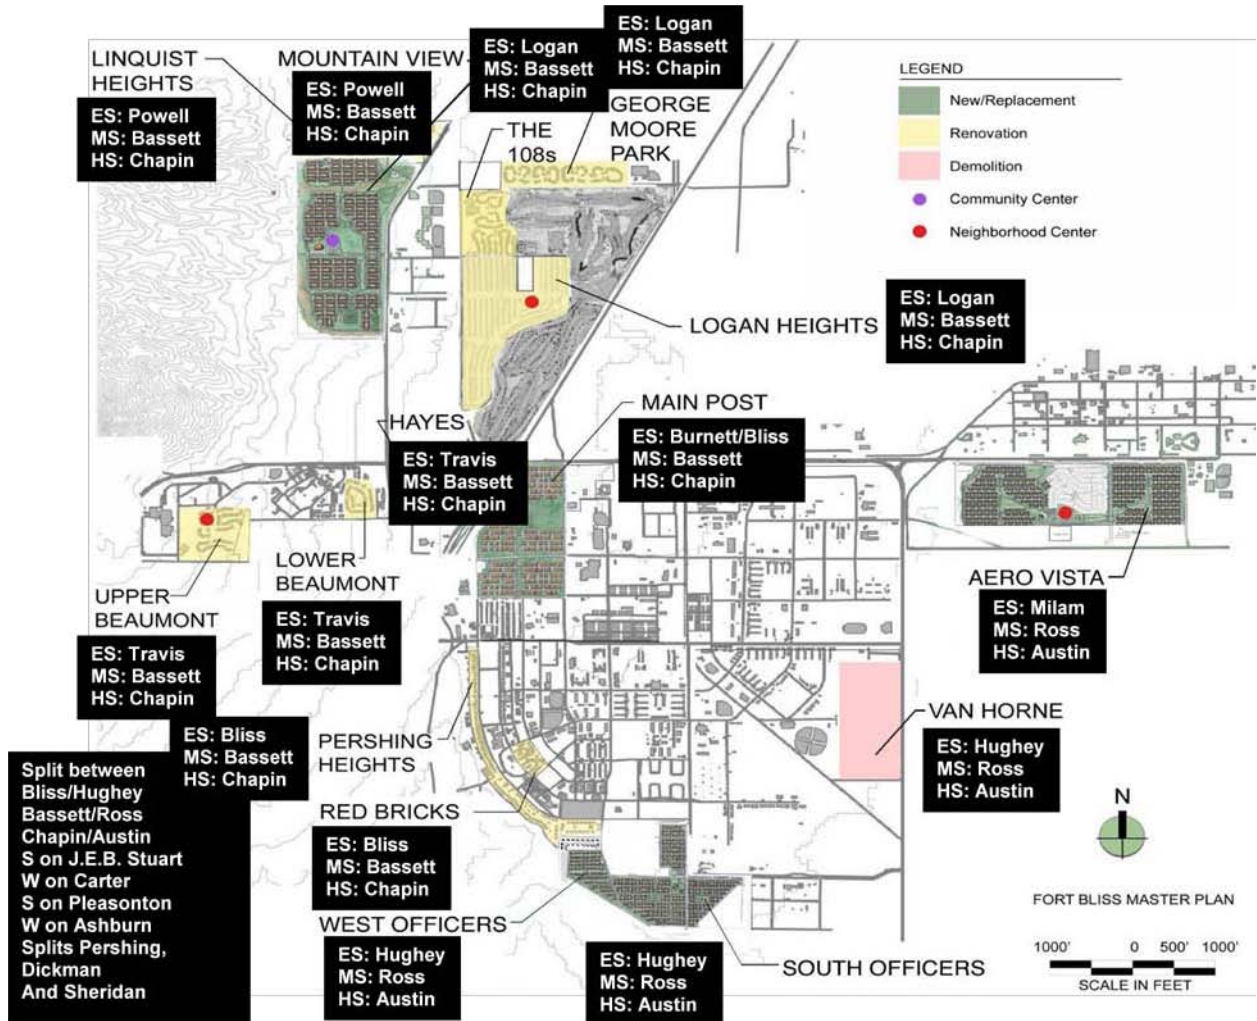 LINQUIST
HEIGHTS
ES: Powell
MS: Bassett
HS: Chapin
MOUNTAIN VIEW
ES: Powell
MS: Bassett
HS: Chapin
ES: Logan
MS: Bassett
HS: Chapin
ES: Logan
MS: Bassett
HS: Chapin
THE
108s
GEORGE
MOORE
PARK
LEGEND
New/Replacement
Renovation
Demolition
Community Center
Neighborhood Center
LOGAN HEIGHTS
ES: Logan
MS: Bassett
HS: Chapin
HAYES
ES: Travis
MS: Bassett
HS: Chapin
MAIN POST
ES: Burnett/Bliss
MS: Bassett
HS: Chapin
UPPER
BEAUMONT
ES: Travis
MS: Bassett
HS: Chapin
LOWER
BEAUMONT
ES: Travis
MS: Bassett
HS: Chapin
AERO VISTA
ES: Milam
MS: Ross
HS: Austin
VAN HORNE
ES: Hughey
MS: Ross
HS: Austin
PERSHING
HEIGHTS
ES: Bliss
MS: Bassett
HS: Chapin
Split between
Bliss/Hughey
Bassett/Ross
Chapin/Austin
S on J.E.B. Stuart
W on Carter
S on Pleasonton
W on Ashburn
Splits Pershing,
Dickman
And Sheridan
RED BRICKS
ES: Bliss
MS: Bassett
HS: Chapin
WEST OFFICERS
ES: Hughey
MS: Ross
HS: Austin
SOUTH OFFICERS
ES: Hughey
MS: Ross
HS: Austin
N
FORT BLISS MASTER PLAN
1000' 0 500' 1000'
SCALE IN FEET